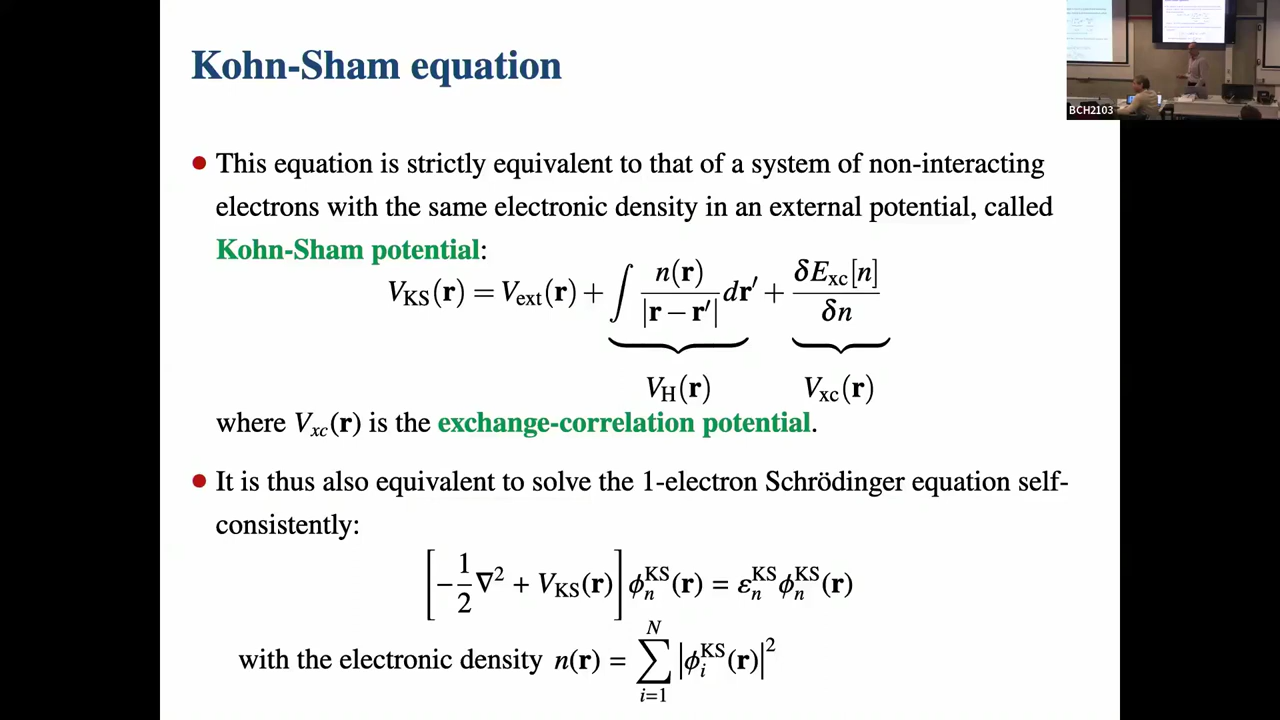 Kohn-Sham equation
BCH2103
• This equation is strictly equivalent to that of a system of non-interacting
electrons with the same electronic density in an external potential, called
Kohn-Sham potential:
V_KS(r) = V_ext(r) + ∫ n(r)/|r − r′| dr′ + δE_xc[n]/δn
V_H(r) V_xc(r)
where V_xc(r) is the exchange-correlation potential.
• It is thus also equivalent to solve the 1-electron Schrödinger equation self-
consistently:
[−1/2 ∇² + V_KS(r)] ϕ_n^KS(r) = ε_n^KS ϕ_n^KS(r)
with the electronic density n(r) = ∑_{i=1}^{N} |ϕ_i^KS(r)|²